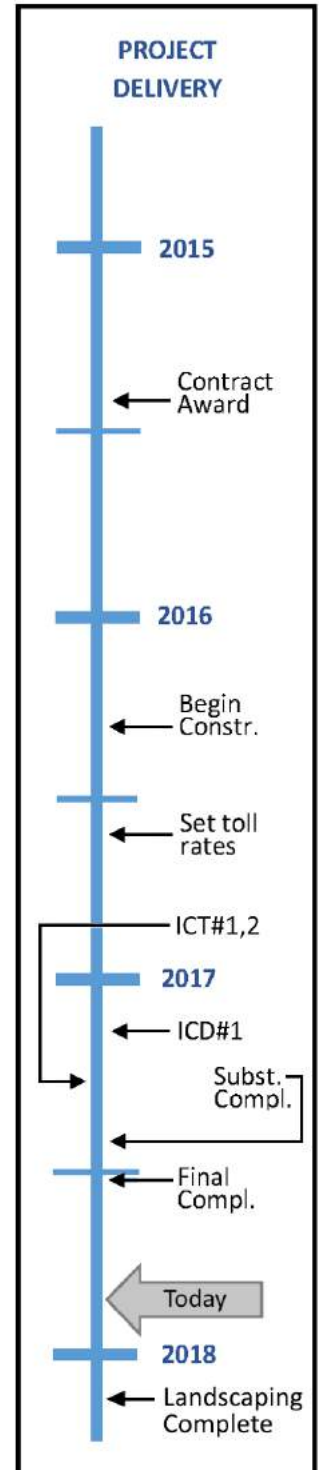 PROJECT
DELIVERY
2015
Contract
Award
2016
Begin
Constr.
Set toll
rates
ICT#1,2
2017
ICD#1
Subst.
Compl.
Final
Compl.
Today
2018
Landscaping
Complete